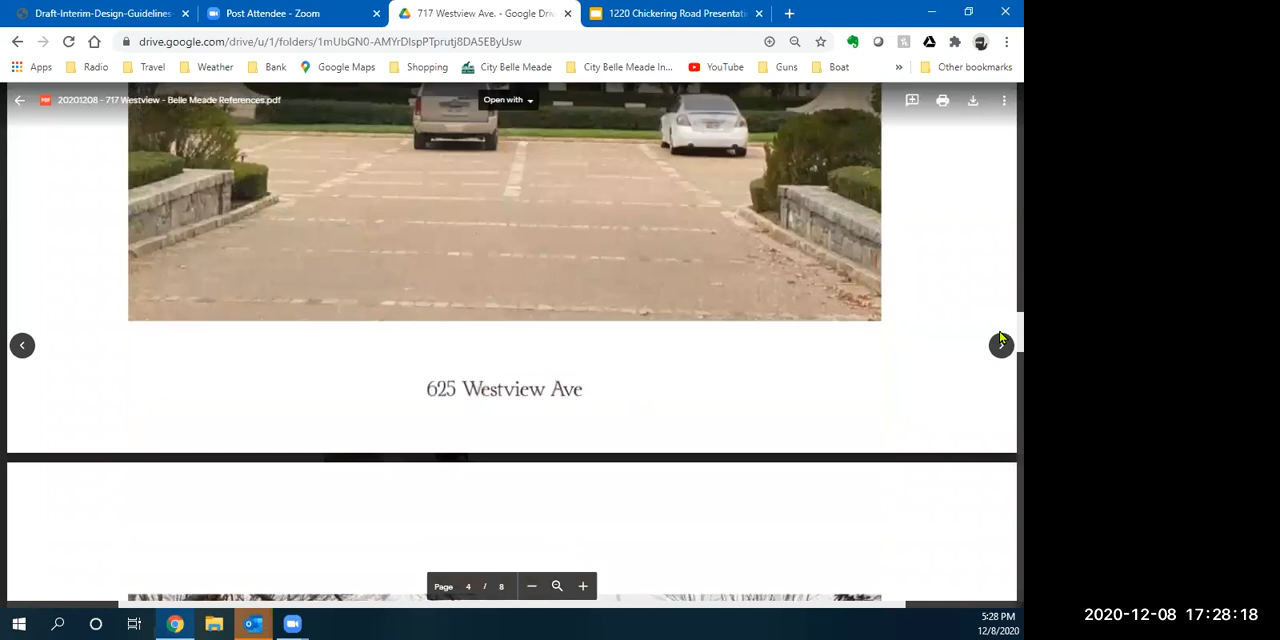 Draft-Interim-Design-Guidelines-
Post Attendee - Zoom
717 Westview Ave. - Google Driv
1220 Chickering Road Presentati
drive.google.com/drive/u/1/folders/1mUbGN0-AMYrDIspPTprutj8DA5EByUsw
Apps Radio Travel Weather Bank Google Maps Shopping City Belle Meade City Belle Meade In... YouTube Guns Boat » Other bookmarks
20201208 - 717 Westview - Belle Meade References.pdf
Open with
625 Westview Ave
Page 4 / 8
5:28 PM
12/8/2020
2020-12-08 17:28:18